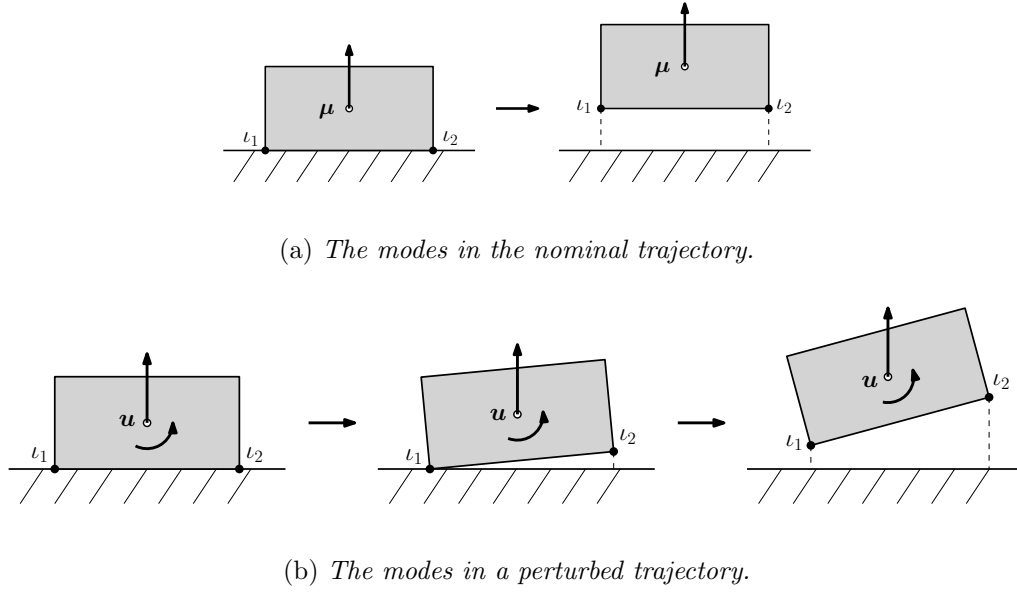 μ
ι₁ ι₂
μ
ι₁ ι₂
(a) The modes in the nominal trajectory.
u
ι₁ ι₂
u
ι₁ ι₂
u
ι₁ ι₂
(b) The modes in a perturbed trajectory.